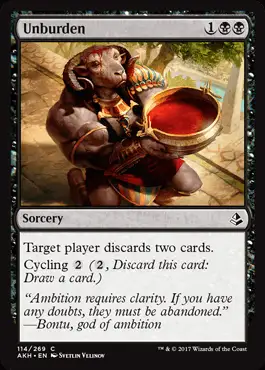 Unburden 1
Sorcery
Target player discards two cards.
Cycling 2 (2, Discard this card:
Draw a card.)
“Ambition requires clarity. If you have
any doubts, they must be abandoned.”
—Bontu, god of ambition
114/269 C
AKH • EN SVETLIN VELINOV
™ & © 2017 Wizards of the Coast